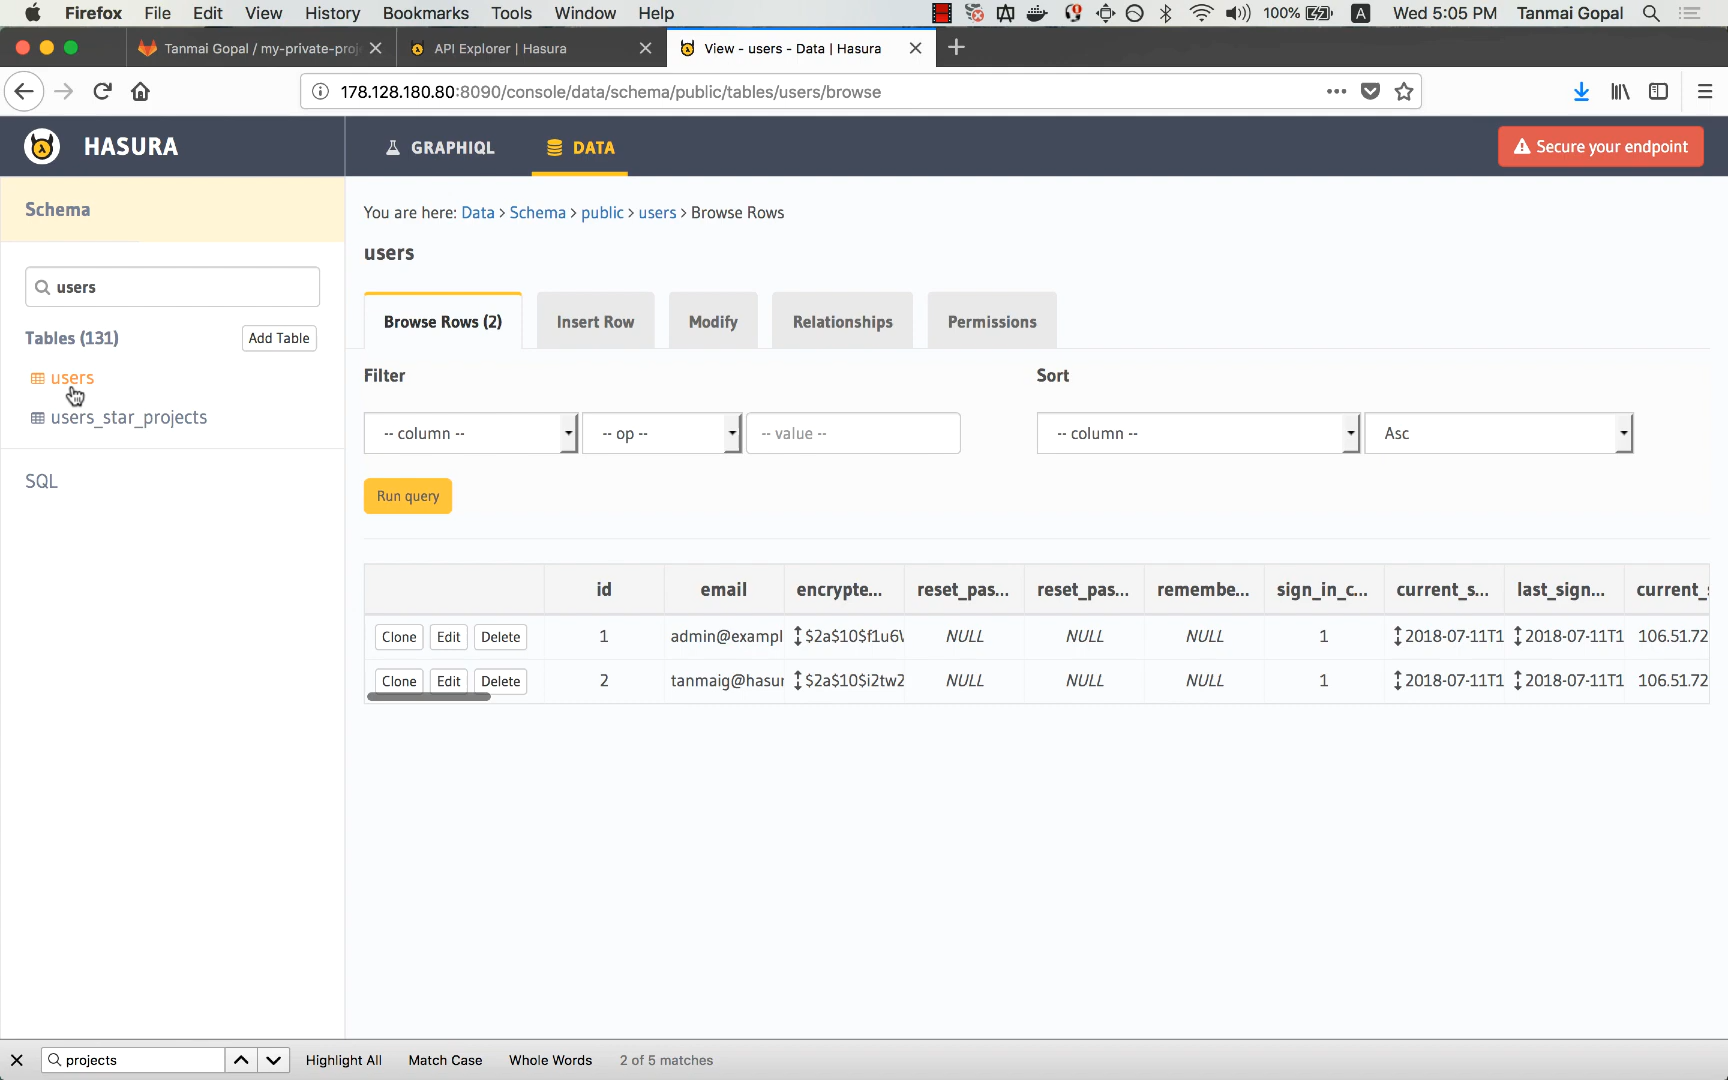 Firefox File Edit View History Bookmarks Tools Window Help 100% A Wed 5:05 PM Tanmai Gopal
Tanmai Gopal / my-private-proj API Explorer | Hasura View - users - Data | Hasura
178.128.180.80:8090/console/data/schema/public/tables/users/browse
HASURA GRAPHIQL DATA Secure your endpoint
Schema
You are here: Data > Schema > public > users > Browse Rows
users
users
Browse Rows (2) Insert Row Modify Relationships Permissions
Tables (131) Add Table
users
users_star_projects
SQL
Filter Sort
-- column -- -- op -- -- value -- -- column -- Asc
Run query
id email encrypte... reset_pas... reset_pas... remembe... sign_in_c... current_s... last_sign... current_s
Clone Edit Delete 1 admin@exampl $2a$10$f1u6V NULL NULL NULL 1 2018-07-11T1 2018-07-11T1 106.51.72
Clone Edit Delete 2 tanmaig@hasur $2a$10$i2tw2 NULL NULL NULL 1 2018-07-11T1 2018-07-11T1 106.51.72
projects Highlight All Match Case Whole Words 2 of 5 matches